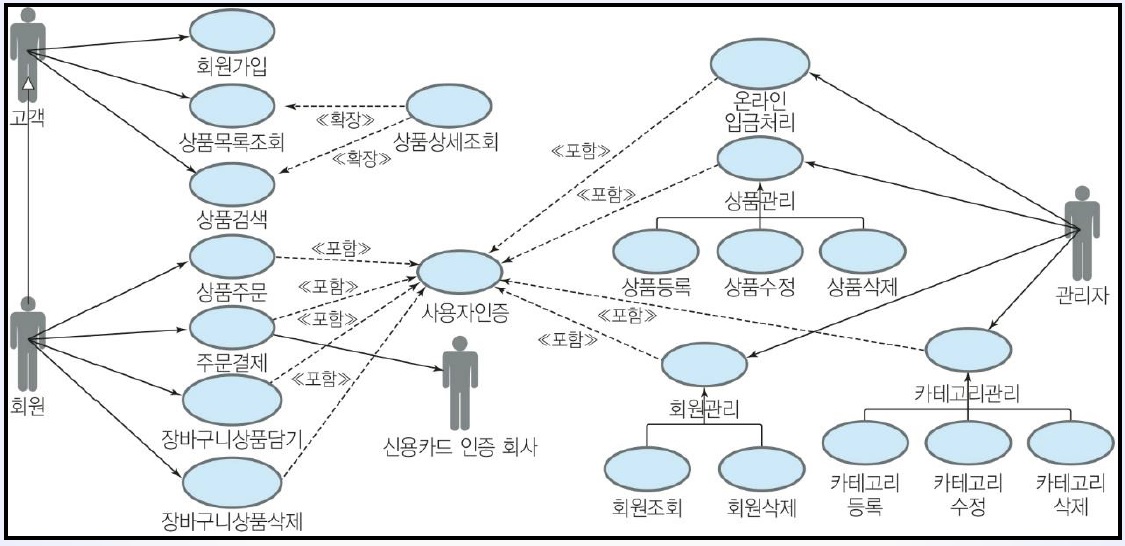 고객
회원가입
상품목록조회
≪확장≫
상품상세조회
≪확장≫
상품검색
온라인
입금처리
≪포함≫
≪포함≫
상품관리
상품등록
상품수정
상품삭제
관리자
상품주문
≪포함≫
≪포함≫
≪포함≫
≪포함≫
사용자인증
≪포함≫
≪포함≫
회원
주문결제
장바구니상품담기
장바구니상품삭제
신용카드 인증 회사
회원관리
회원조회
회원삭제
카테고리관리
카테고리
등록
카테고리
수정
카테고리
삭제